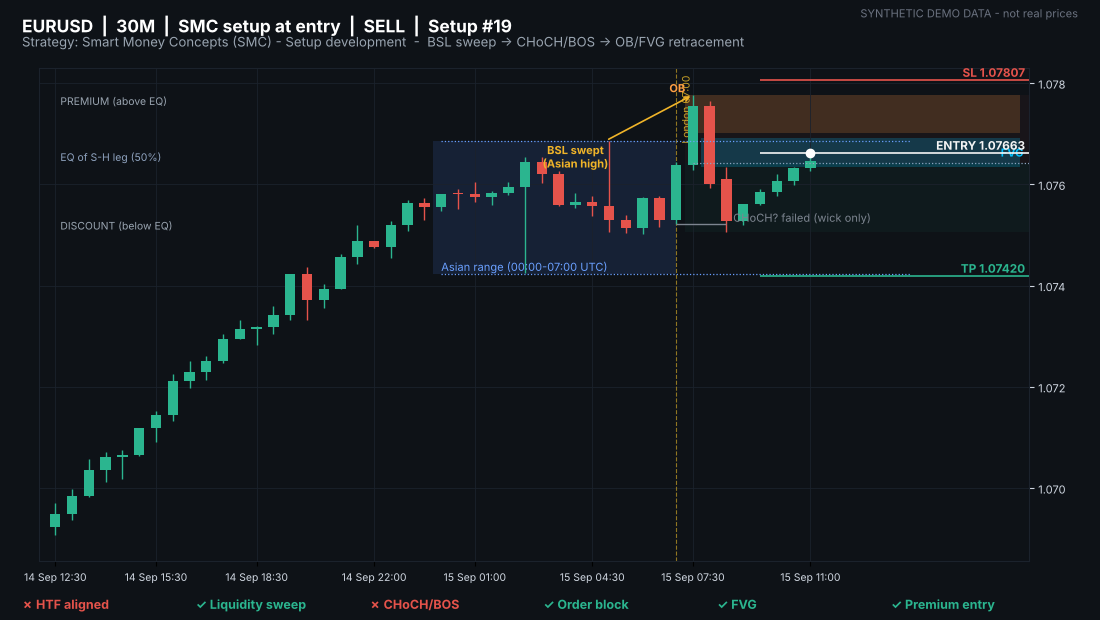 EURUSD | 30M | SMC setup at entry | SELL | Setup #19
SYNTHETIC DEMO DATA - not real prices
Strategy: Smart Money Concepts (SMC) - Setup development - BSL sweep → CHoCH/BOS → OB/FVG retracement
SL 1.07807
1.078
OB
PREMIUM (above EQ)
London 07:00
ENTRY 1.07663
FVG
BSL swept
(Asian high)
EQ of S-H leg (50%)
1.076
CHoCH? failed (wick only)
DISCOUNT (below EQ)
Asian range (00:00-07:00 UTC)
TP 1.07420
1.074
1.072
1.070
14 Sep 12:30
14 Sep 15:30
14 Sep 18:30
14 Sep 22:00
15 Sep 01:00
15 Sep 04:30
15 Sep 07:30
15 Sep 11:00
× HTF aligned
✓ Liquidity sweep
× CHoCH/BOS
✓ Order block
✓ FVG
✓ Premium entry